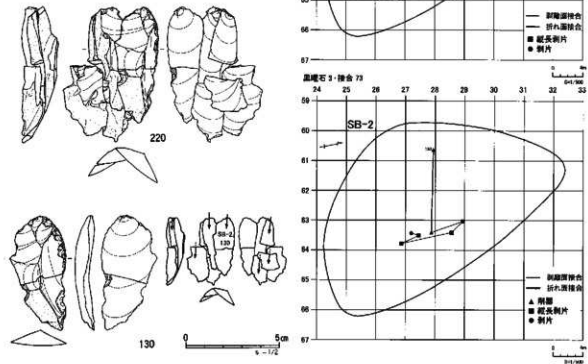 220
SB-2
130
130
5cm
S=1/2
66
67
剥離面接合
折れ面接合
■ 縦長剥片
● 剥片
黒曜石3・接合73
24 25 26 27 28 29 30 31 32 33
59
60
61
62
63
64
65
66
67
SB-2
剥離面接合
折れ面接合
▲ 削器
■ 縦長剥片
● 剥片